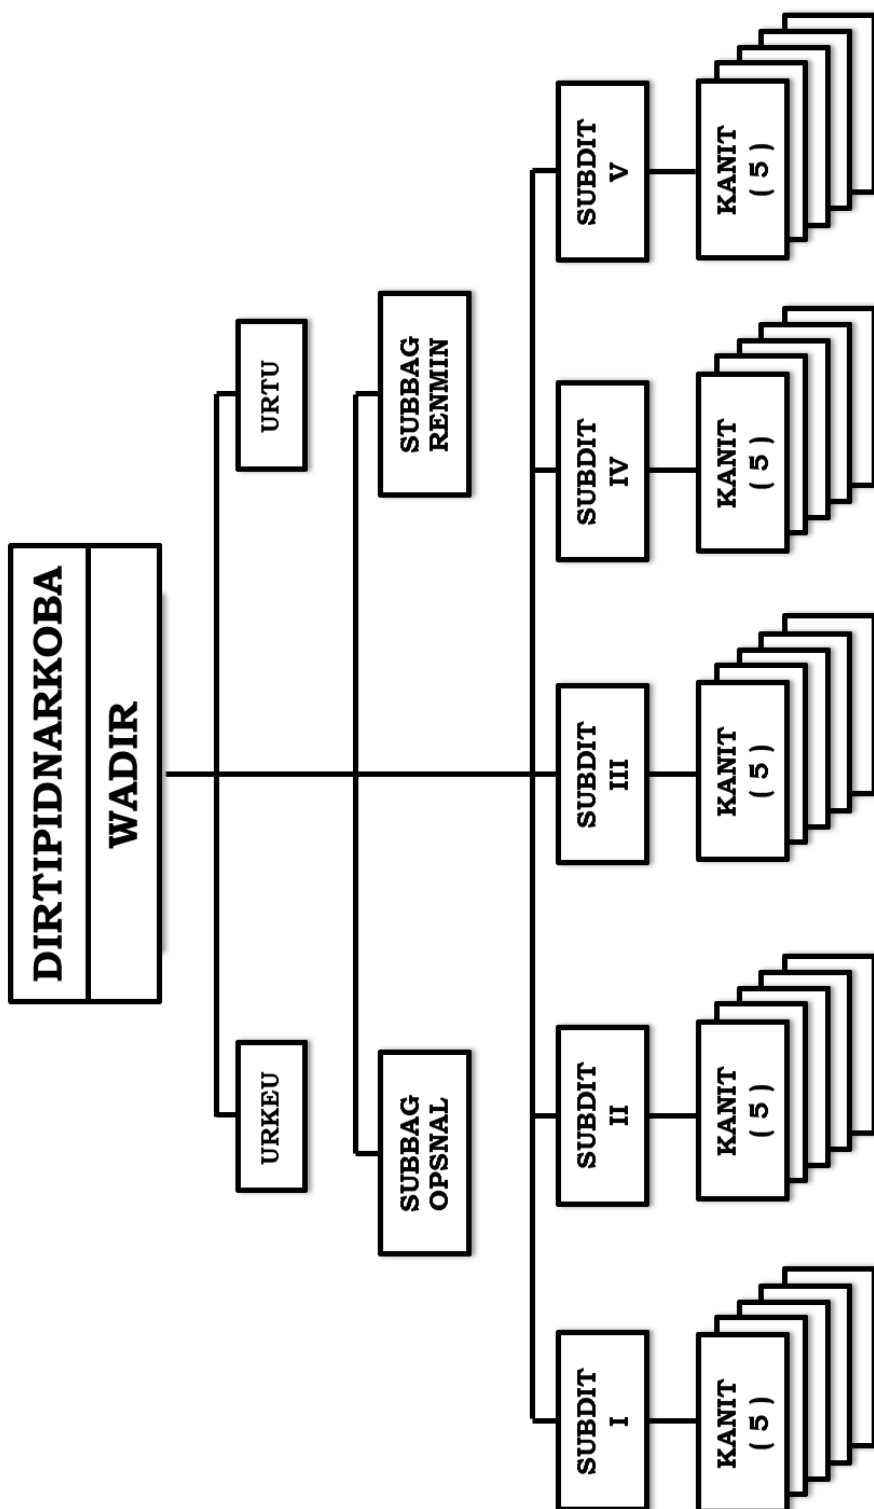 DIRTIPIDNARKOBA
WADIR
URKEU
URTU
SUBBAG
OPSNAL
SUBBAG
RENMIN
SUBDIT
I
SUBDIT
II
SUBDIT
III
SUBDIT
IV
SUBDIT
V
KANIT
(5)
KANIT
(5)
KANIT
(5)
KANIT
(5)
KANIT
(5)